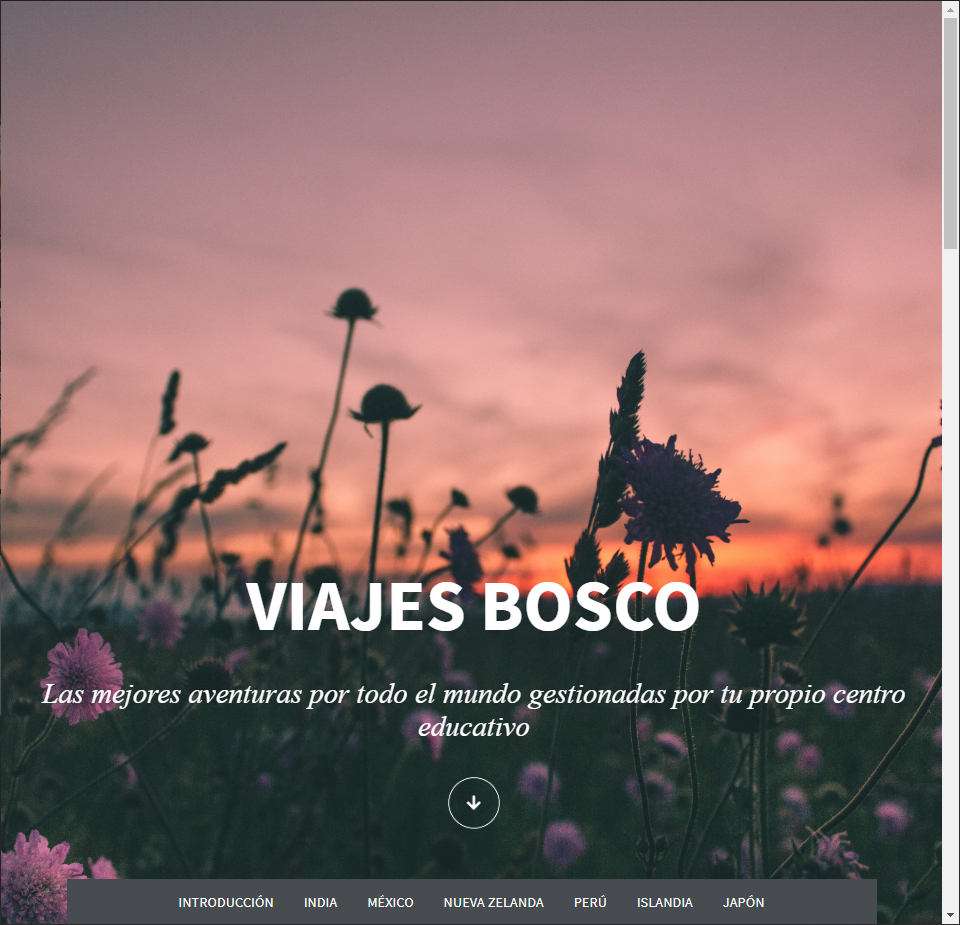 VIAJES BOSCO
Las mejores aventuras por todo el mundo gestionadas por tu propio centro
educativo
INTRODUCCIÓN INDIA MÉXICO NUEVA ZELANDA PERÚ ISLANDIA JAPÓN